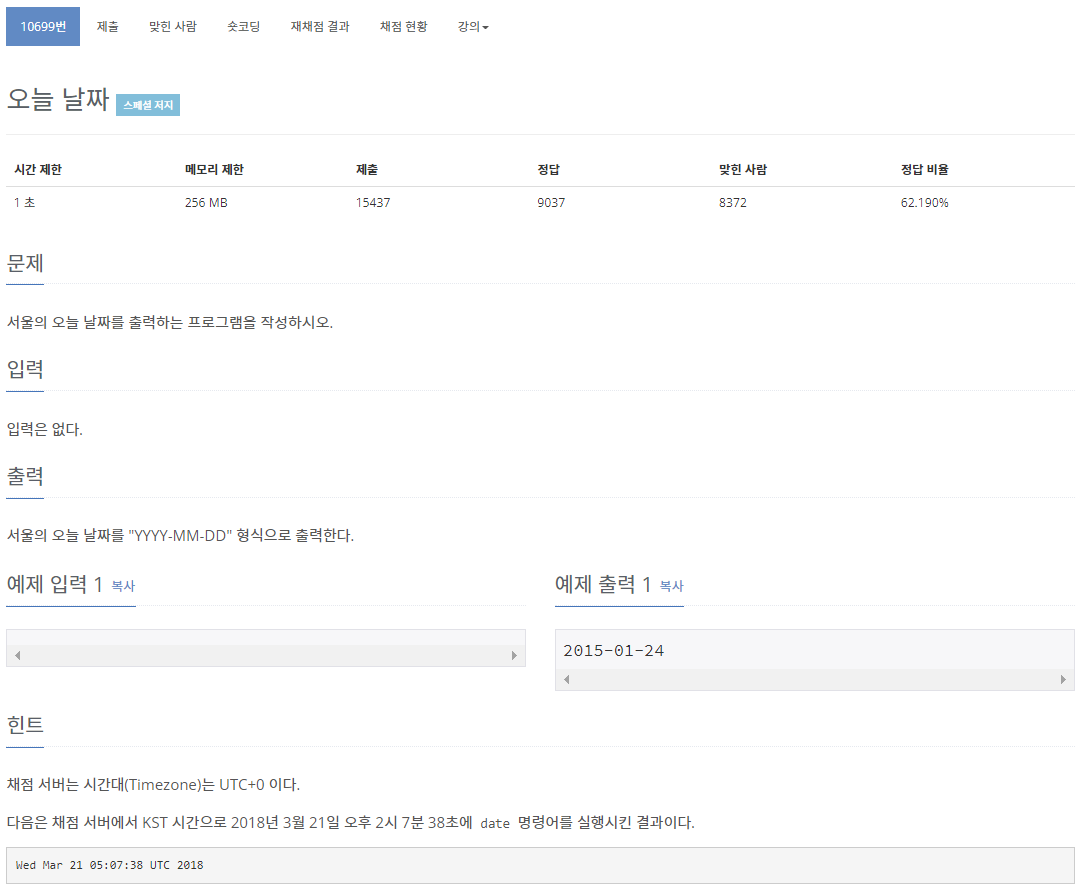 10699번 제출 맞힌 사람 숏코딩 재채점 결과 채점 현황 강의
오늘 날짜 스페셜 저지
시간 제한 메모리 제한 제출 정답 맞힌 사람 정답 비율
1 초 256 MB 15437 9037 8372 62.190%
문제
서울의 오늘 날짜를 출력하는 프로그램을 작성하시오.
입력
입력은 없다.
출력
서울의 오늘 날짜를 "YYYY-MM-DD" 형식으로 출력한다.
예제 입력 1 복사
예제 출력 1 복사
2015-01-24
힌트
채점 서버는 시간대(Timezone)는 UTC+0 이다.
다음은 채점 서버에서 KST 시간으로 2018년 3월 21일 오후 2시 7분 38초에 date 명령어를 실행시킨 결과이다.
Wed Mar 21 05:07:38 UTC 2018